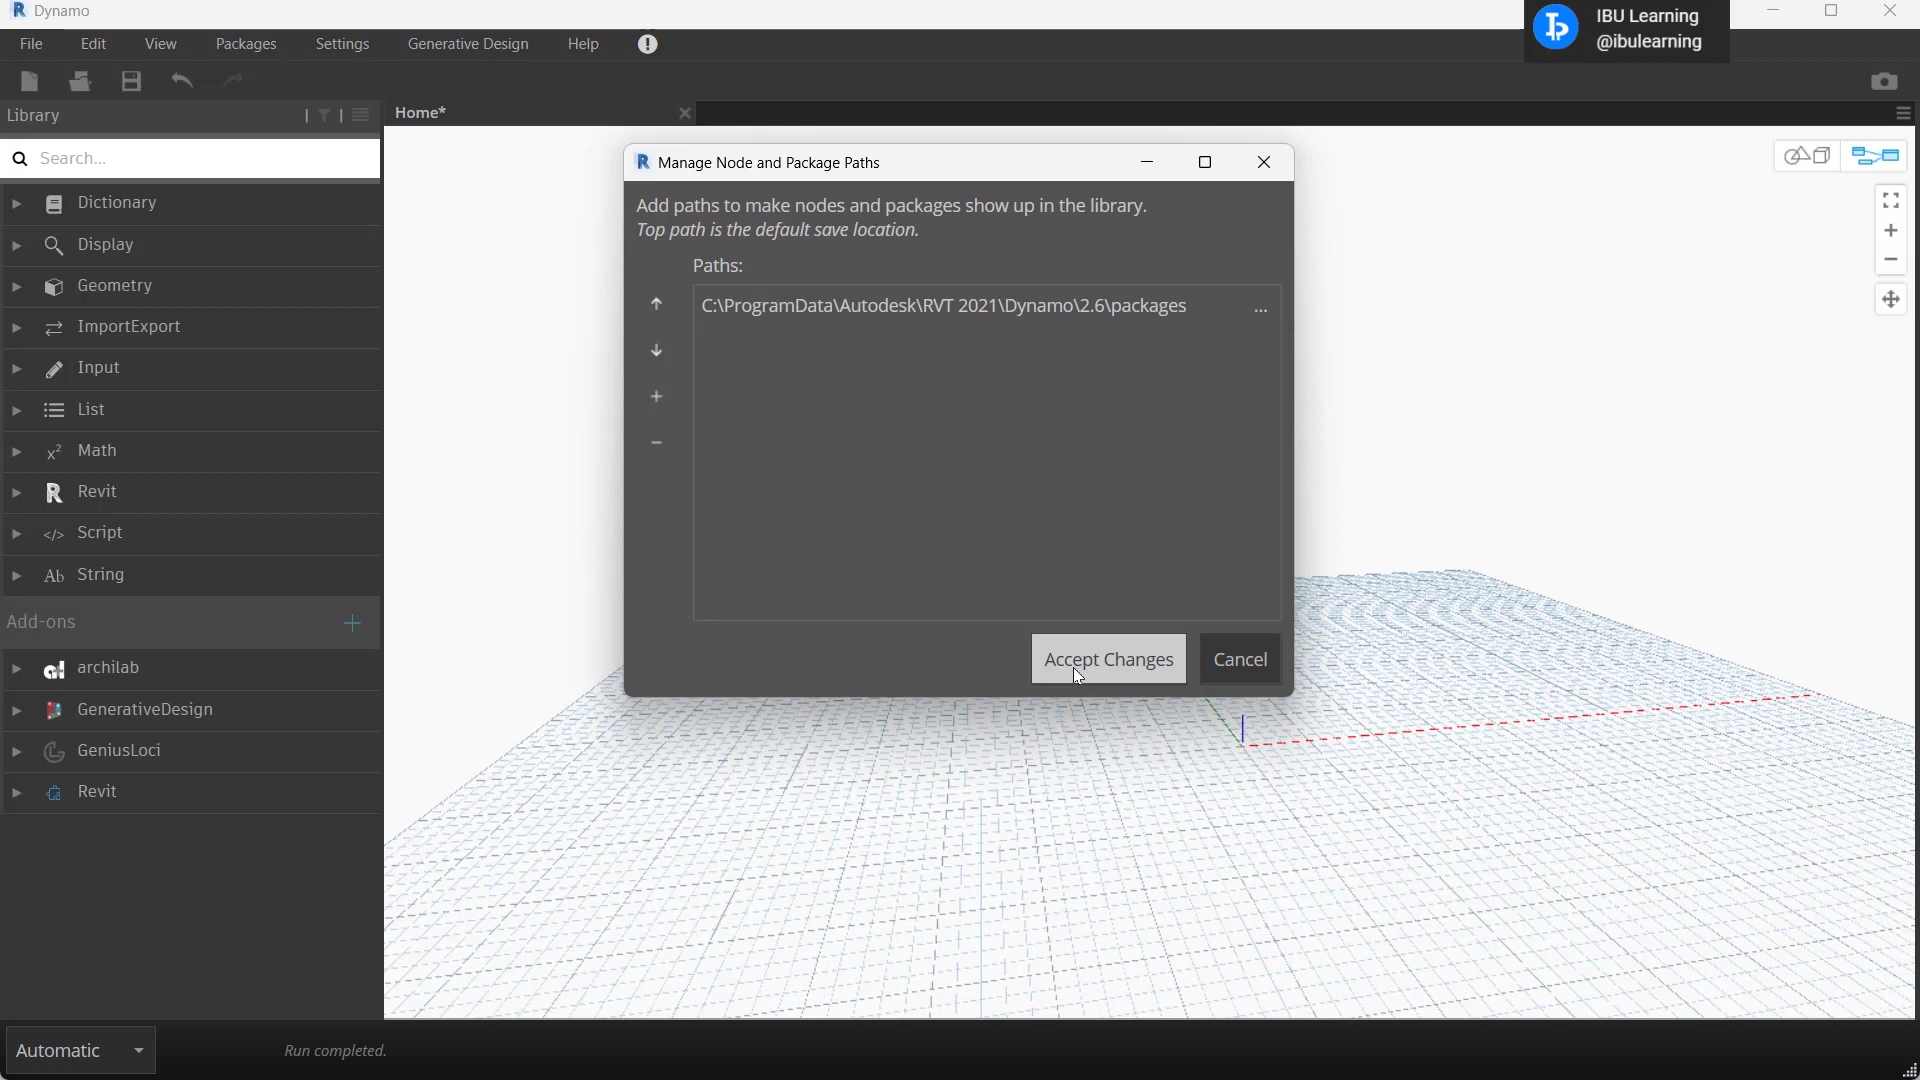 Dynamo
IBU Learning
@ibulearning
File Edit View Packages Settings Generative Design Help
Library
Home*
Search...
Dictionary
Display
Geometry
ImportExport
Input
List
Math
Revit
Script
Ab String
Add-ons
archilab
GenerativeDesign
GeniusLoci
Revit
Manage Node and Package Paths
Add paths to make nodes and packages show up in the library.
Top path is the default save location.
Paths:
C:\ProgramData\Autodesk\RVT 2021\Dynamo\2.6\packages ...
Accept Changes Cancel
Automatic Run completed.